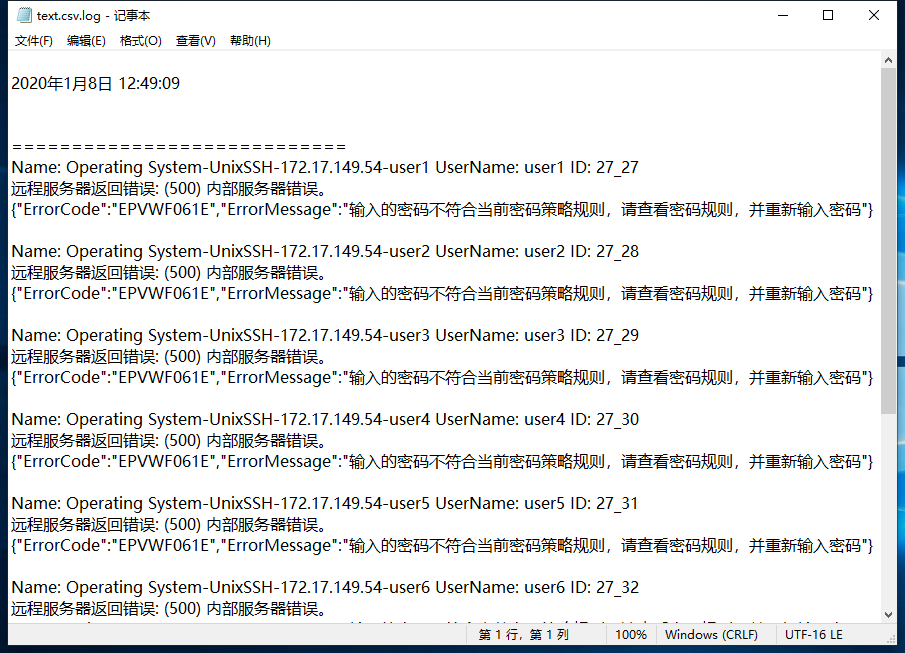 text.csv.log - 记事本
文件(F) 编辑(E) 格式(O) 查看(V) 帮助(H)
2020年1月8日 12:49:09
============================
Name: Operating System-UnixSSH-172.17.149.54-user1 UserName: user1 ID: 27_27
远程服务器返回错误: (500) 内部服务器错误。
{"ErrorCode":"EPVWF061E","ErrorMessage":"输入的密码不符合当前密码策略规则，请查看密码规则，并重新输入密码"}
Name: Operating System-UnixSSH-172.17.149.54-user2 UserName: user2 ID: 27_28
远程服务器返回错误: (500) 内部服务器错误。
{"ErrorCode":"EPVWF061E","ErrorMessage":"输入的密码不符合当前密码策略规则，请查看密码规则，并重新输入密码"}
Name: Operating System-UnixSSH-172.17.149.54-user3 UserName: user3 ID: 27_29
远程服务器返回错误: (500) 内部服务器错误。
{"ErrorCode":"EPVWF061E","ErrorMessage":"输入的密码不符合当前密码策略规则，请查看密码规则，并重新输入密码"}
Name: Operating System-UnixSSH-172.17.149.54-user4 UserName: user4 ID: 27_30
远程服务器返回错误: (500) 内部服务器错误。
{"ErrorCode":"EPVWF061E","ErrorMessage":"输入的密码不符合当前密码策略规则，请查看密码规则，并重新输入密码"}
Name: Operating System-UnixSSH-172.17.149.54-user5 UserName: user5 ID: 27_31
远程服务器返回错误: (500) 内部服务器错误。
{"ErrorCode":"EPVWF061E","ErrorMessage":"输入的密码不符合当前密码策略规则，请查看密码规则，并重新输入密码"}
Name: Operating System-UnixSSH-172.17.149.54-user6 UserName: user6 ID: 27_32
远程服务器返回错误: (500) 内部服务器错误。
第 1 行，第 1 列 100% Windows (CRLF) UTF-16 LE